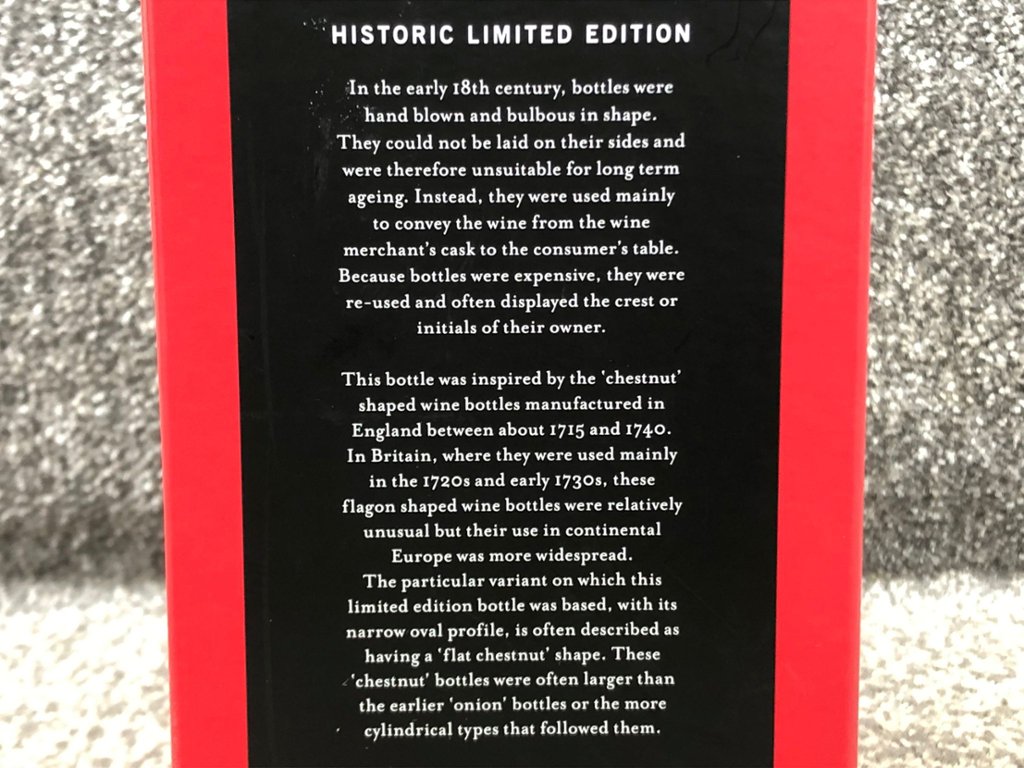 HISTORIC LIMITED EDITION
In the early 18th century, bottles were
hand blown and bulbous in shape.
They could not be laid on their sides and
were therefore unsuitable for long term
ageing. Instead, they were used mainly
to convey the wine from the wine
merchant's cask to the consumer's table.
Because bottles were expensive, they were
re-used and often displayed the crest or
initials of their owner.
This bottle was inspired by the 'chestnut'
shaped wine bottles manufactured in
England between about 1715 and 1740.
In Britain, where they were used mainly
in the 1720s and early 1730s, these
flagon shaped wine bottles were relatively
unusual but their use in continental
Europe was more widespread.
The particular variant on which this
limited edition bottle was based, with its
narrow oval profile, is often described as
having a 'flat chestnut' shape. These
'chestnut' bottles were often larger than
the earlier 'onion' bottles or the more
cylindrical types that followed them.